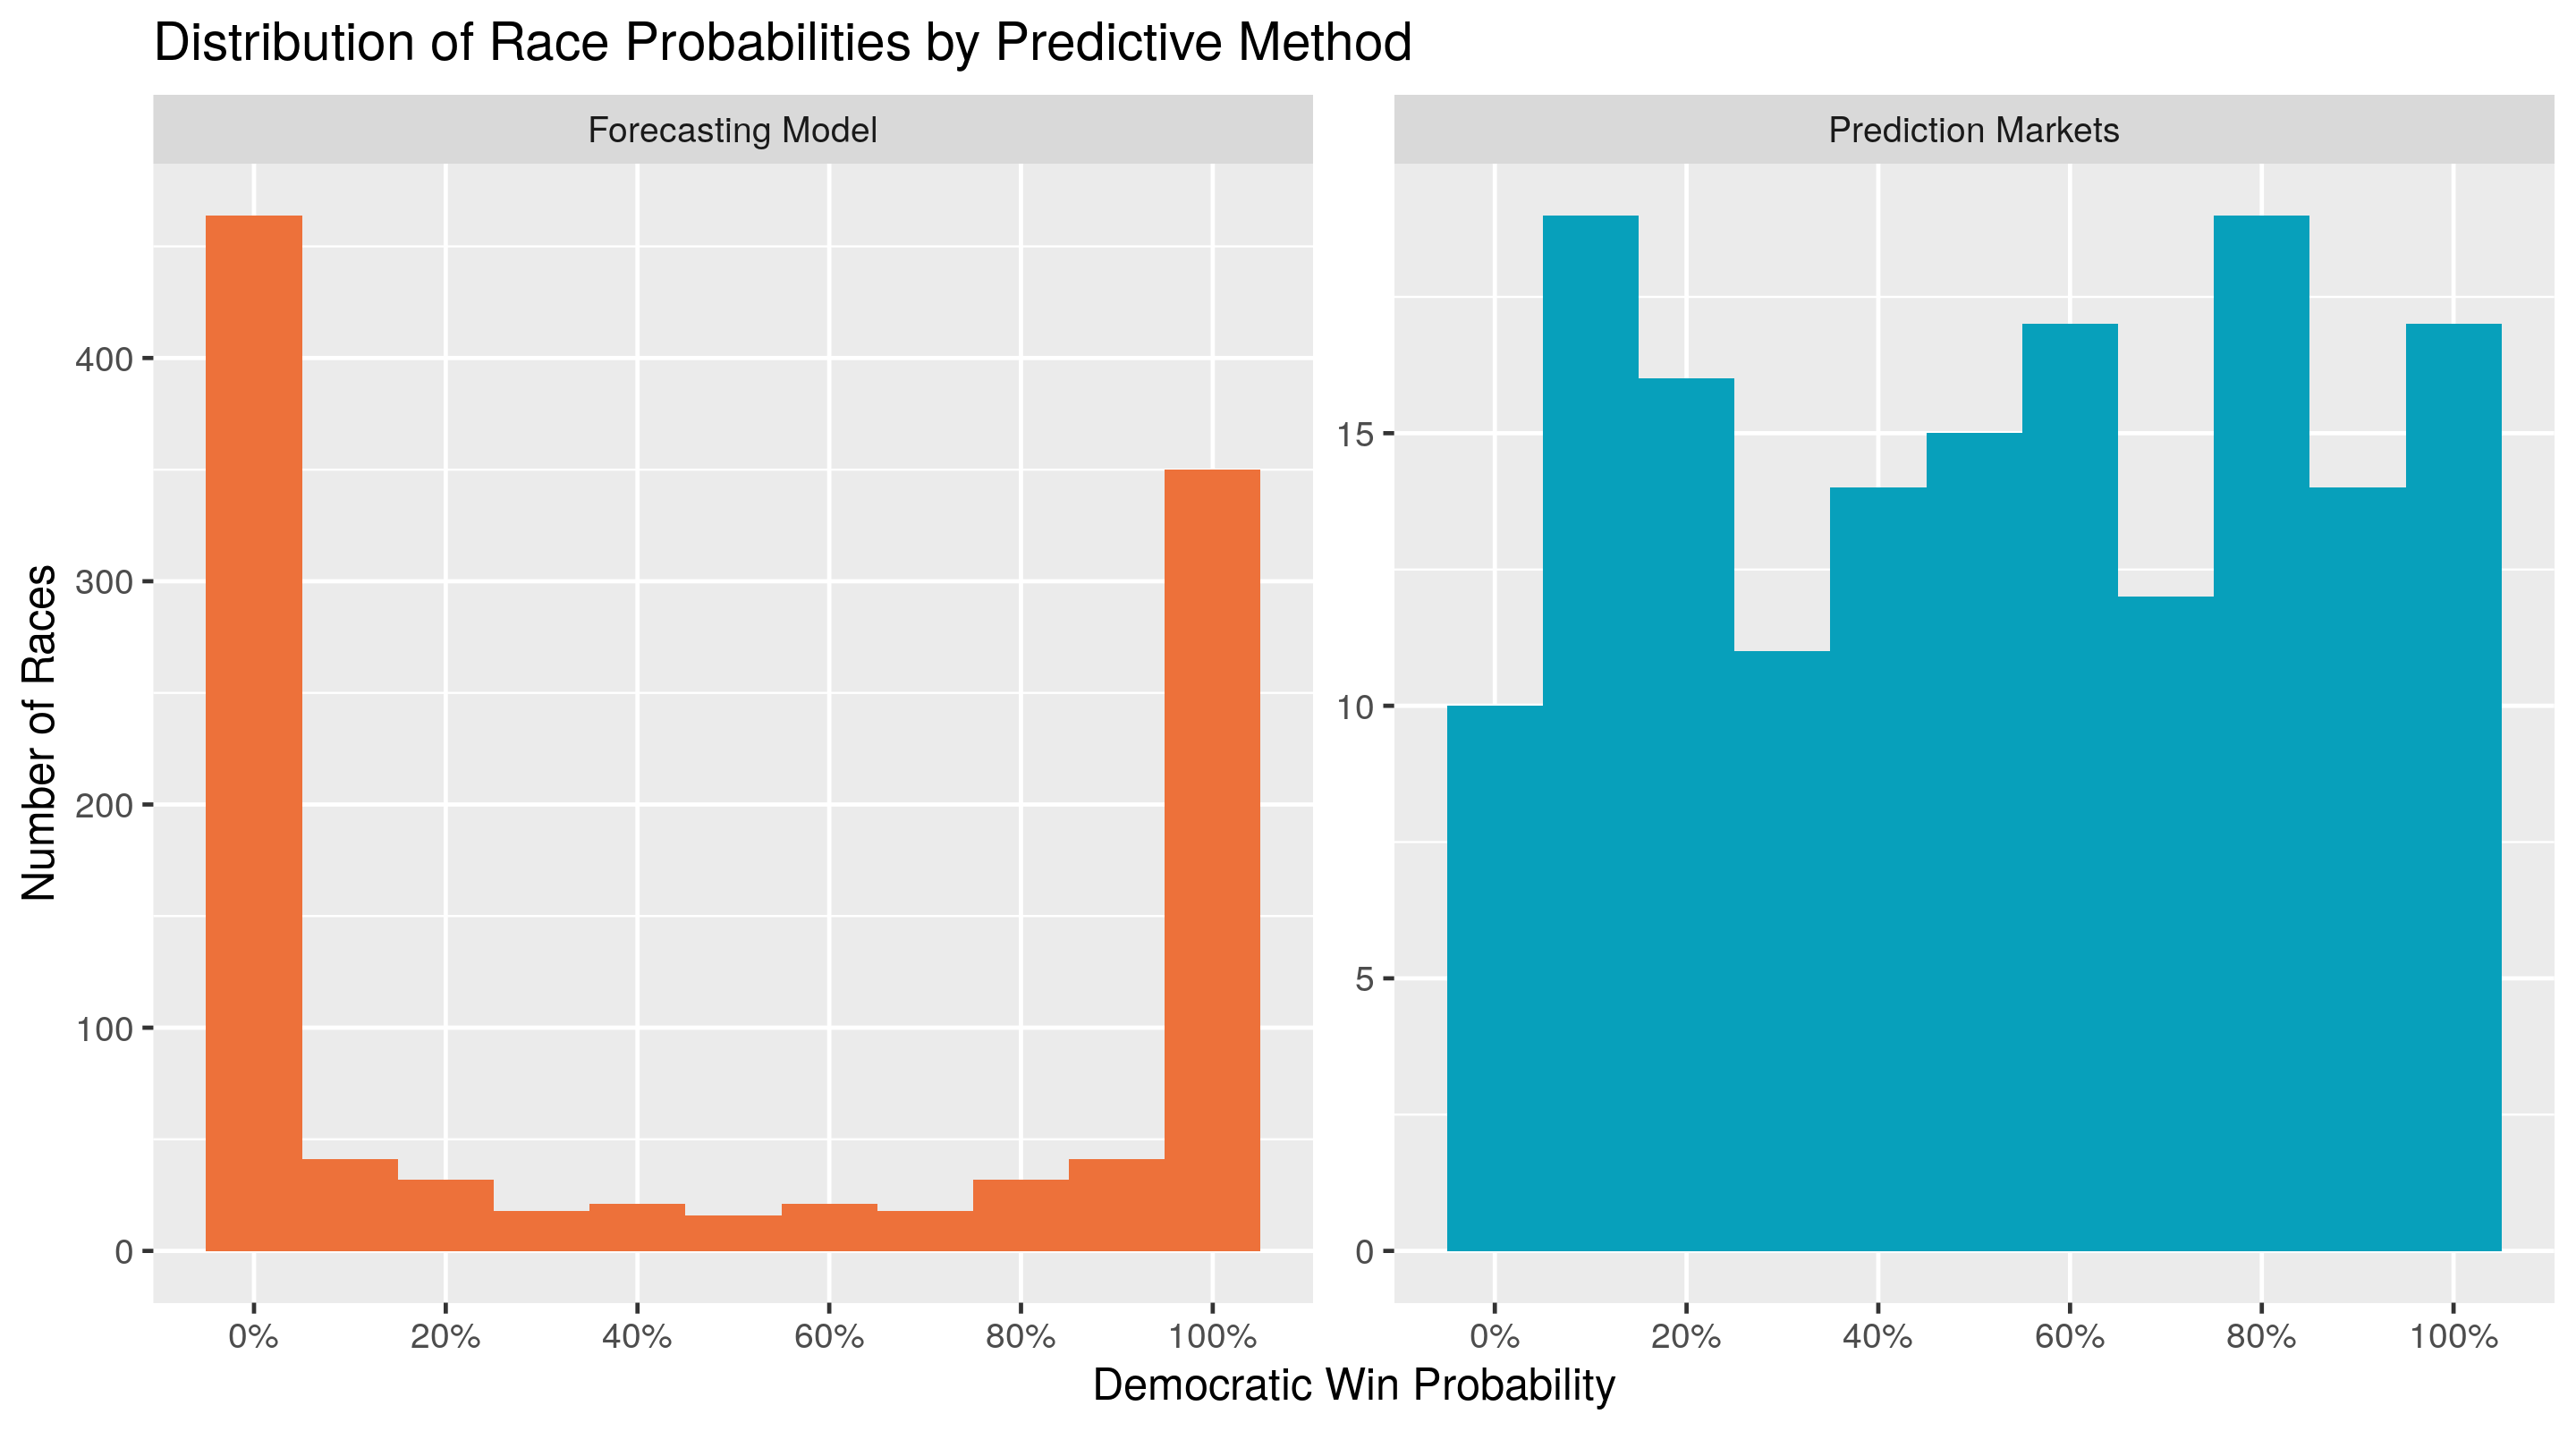 Distribution of Race Probabilities by Predictive Method
Forecasting Model
Prediction Markets
Number of Races
400
300
200
100
0
15
10
5
0
0% 20% 40% 60% 80% 100%
0% 20% 40% 60% 80% 100%
Democratic Win Probability